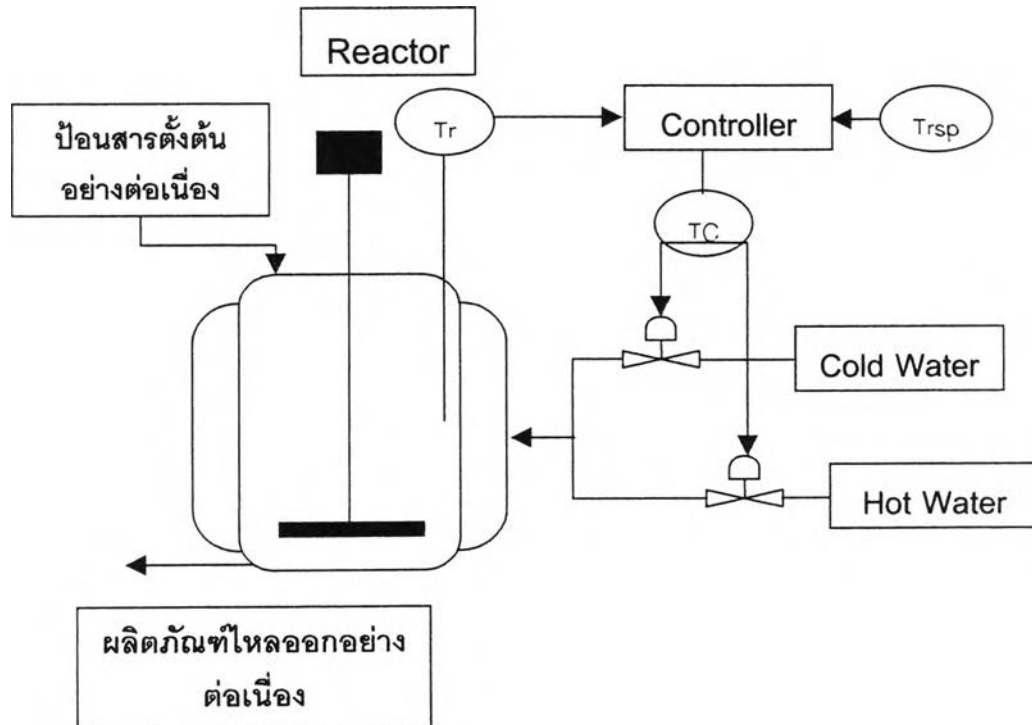 Reactor
ป้อนสารตั้งต้น
อย่างต่อเนื่อง
Tr
Controller
Trsp
TC
Cold Water
Hot Water
ผลิตภัณฑ์ไหลออกอย่าง
ต่อเนื่อง